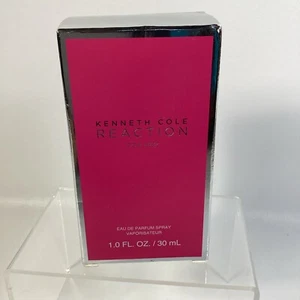 KENNETH COLE
REACTION
EAU DE PARFUM SPRAY
VAPORISATEUR
1.0 FL. OZ. / 30 mL